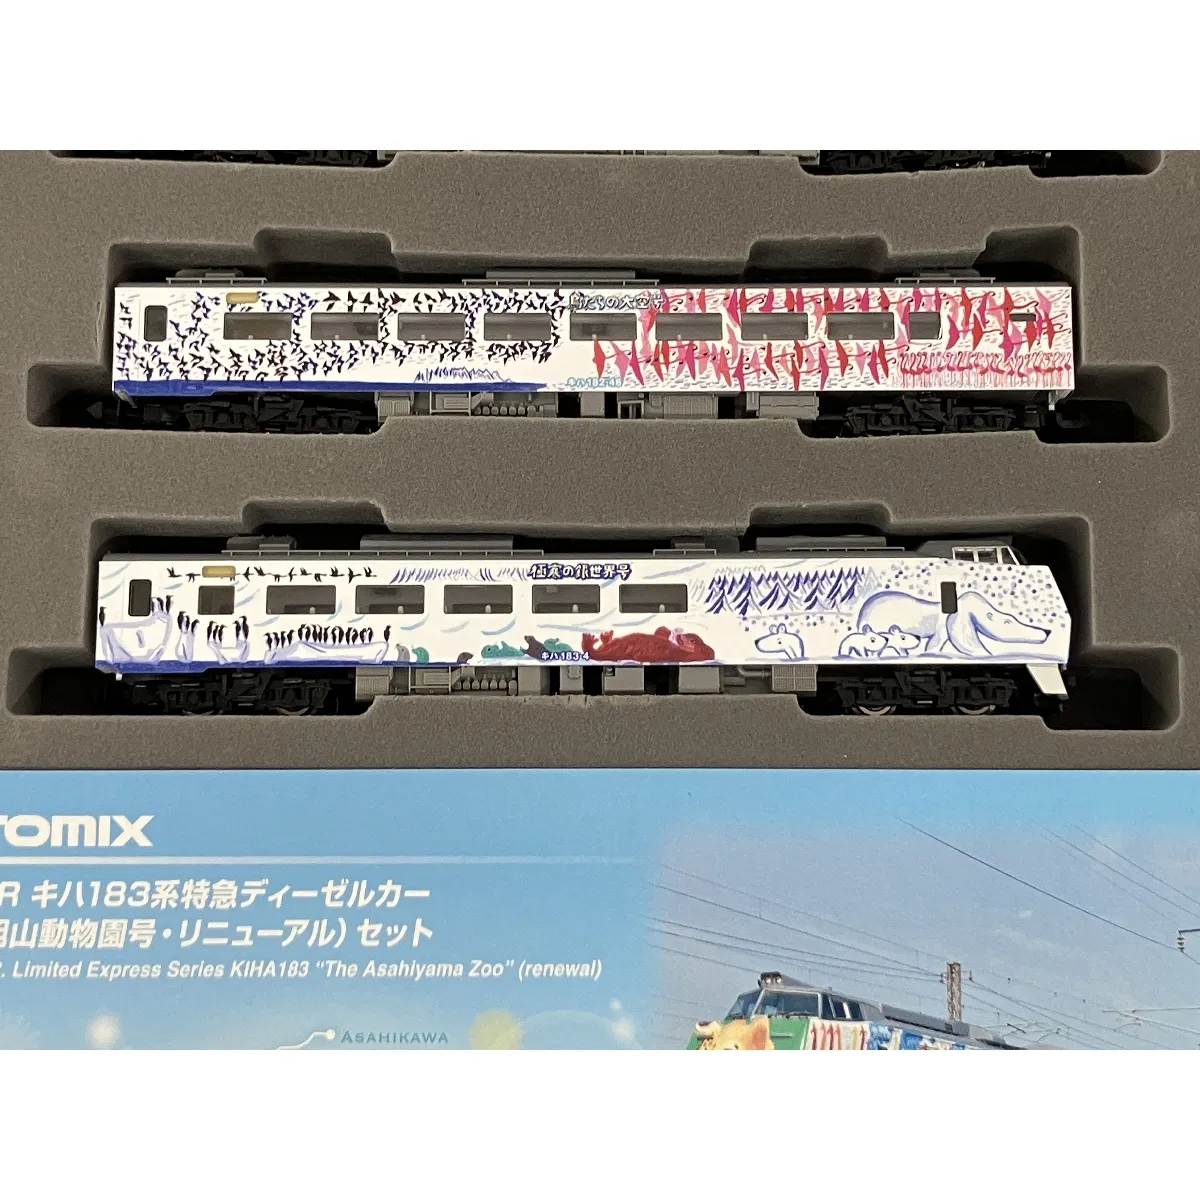 鳥たちの大空号
キハ182-46
極寒の銀世界号
キハ183-4
TOMIX
R キハ183系特急ディーゼルカー
旭山動物園号・リニューアル）セット
. Limited Express Series KIHA183 "The Asahiyama Zoo" (renewal)
ASAHIKAWA